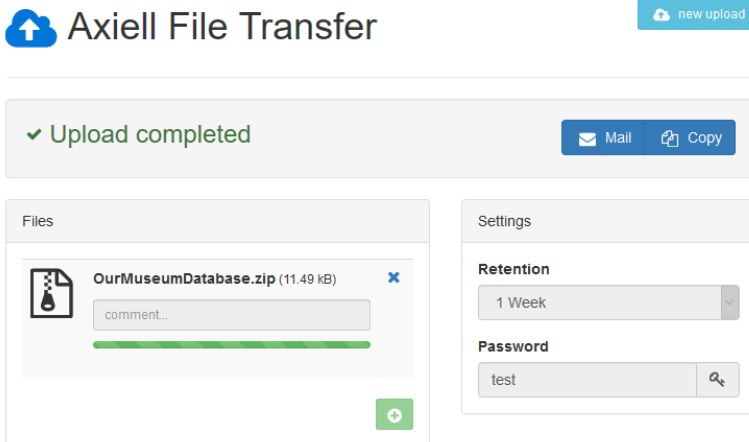 Axiell File Transfer
new upload
Upload completed
Mail
Copy
Files
OurMuseumDatabase.zip (11.49 kB)
comment...
Settings
Retention
1 Week
Password
test